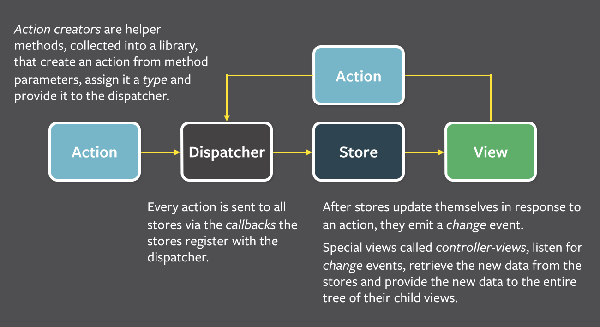 Action creators are helper
methods, collected into a library,
that create an action from method
parameters, assign it a type and
provide it to the dispatcher.
Action
Action
Dispatcher
Store
View
Every action is sent to all
stores via the callbacks the
stores register with the
dispatcher.
After stores update themselves in response to
an action, they emit a change event.
Special views called controller-views, listen for
change events, retrieve the new data from the
stores and provide the new data to the entire
tree of their child views.